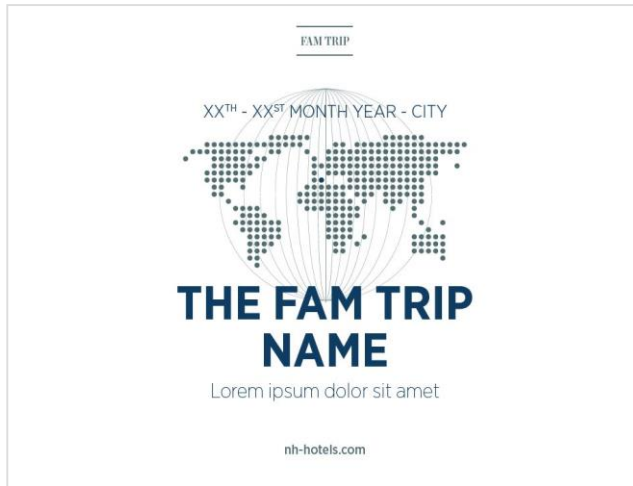 FAM TRIP
XXTH - XXST MONTH YEAR - CITY
THE FAM TRIP
NAME
Lorem ipsum dolor sit amet
nh-hotels.com